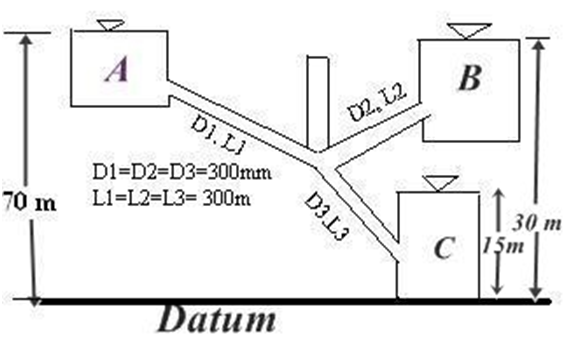 A
B
D2, L2
D1, L1
D1=D2=D3=300mm
L1=L2=L3= 300m
70 m
D3,L3
30 m
15m
C
Datum